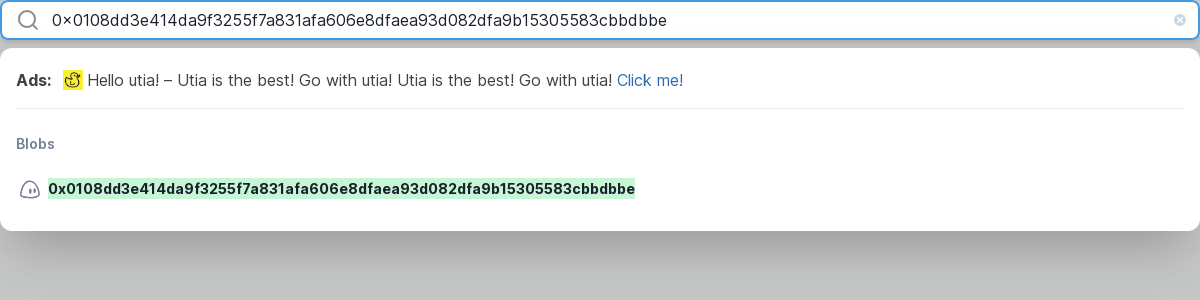 0x0108dd3e414da9f3255f7a831afa606e8dfaea93d082dfa9b15305583cbbdbbe
Ads: Hello utia! – Utia is the best! Go with utia! Utia is the best! Go with utia! Click me!
Blobs
0x0108dd3e414da9f3255f7a831afa606e8dfaea93d082dfa9b15305583cbbdbbe